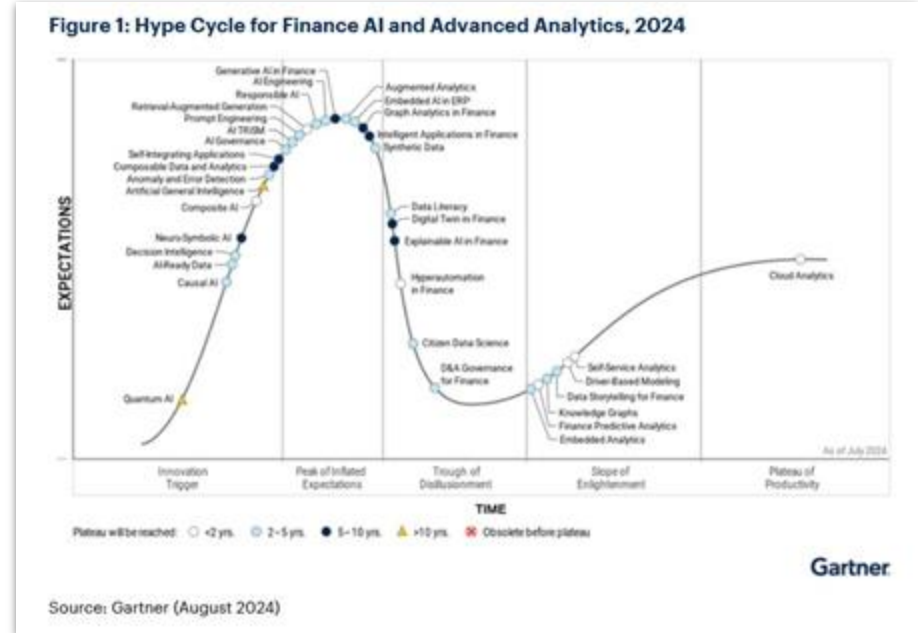 Figure 1: Hype Cycle for Finance AI and Advanced Analytics, 2024
Generative AI in Finance
AI Engineering
Responsible AI
Retrieval-Augmented Generation
Prompt Engineering
AI TRiSM
AI Governance
Self-Integrating Applications
Composable Data and Analytics
Anomaly and Error Detection
Artificial General Intelligence
Composite AI
Neuro-Symbolic AI
Decision Intelligence
AI-Ready Data
Causal AI
Quantum AI
Augmented Analytics
Embedded AI in ERP
Graph Analytics in Finance
Intelligent Applications in Finance
Synthetic Data
Data Literacy
Digital Twin in Finance
Explainable AI in Finance
Hyperautomation
in Finance
Citizen Data Science
D&A Governance
for Finance
Self-Service Analytics
Driver-Based Modeling
Data Storytelling for Finance
Knowledge Graphs
Finance Predictive Analytics
Embedded Analytics
Cloud Analytics
EXPECTATIONS
As of July 2024
Innovation
Trigger
Peak of Inflated
Expectations
Trough of
Disillusionment
Slope of
Enlightenment
Plateau of
Productivity
TIME
Plateau will be reached: <2 yrs. 2–5 yrs. 5–10 yrs. >10 yrs. Obsolete before plateau
Gartner
Source: Gartner (August 2024)